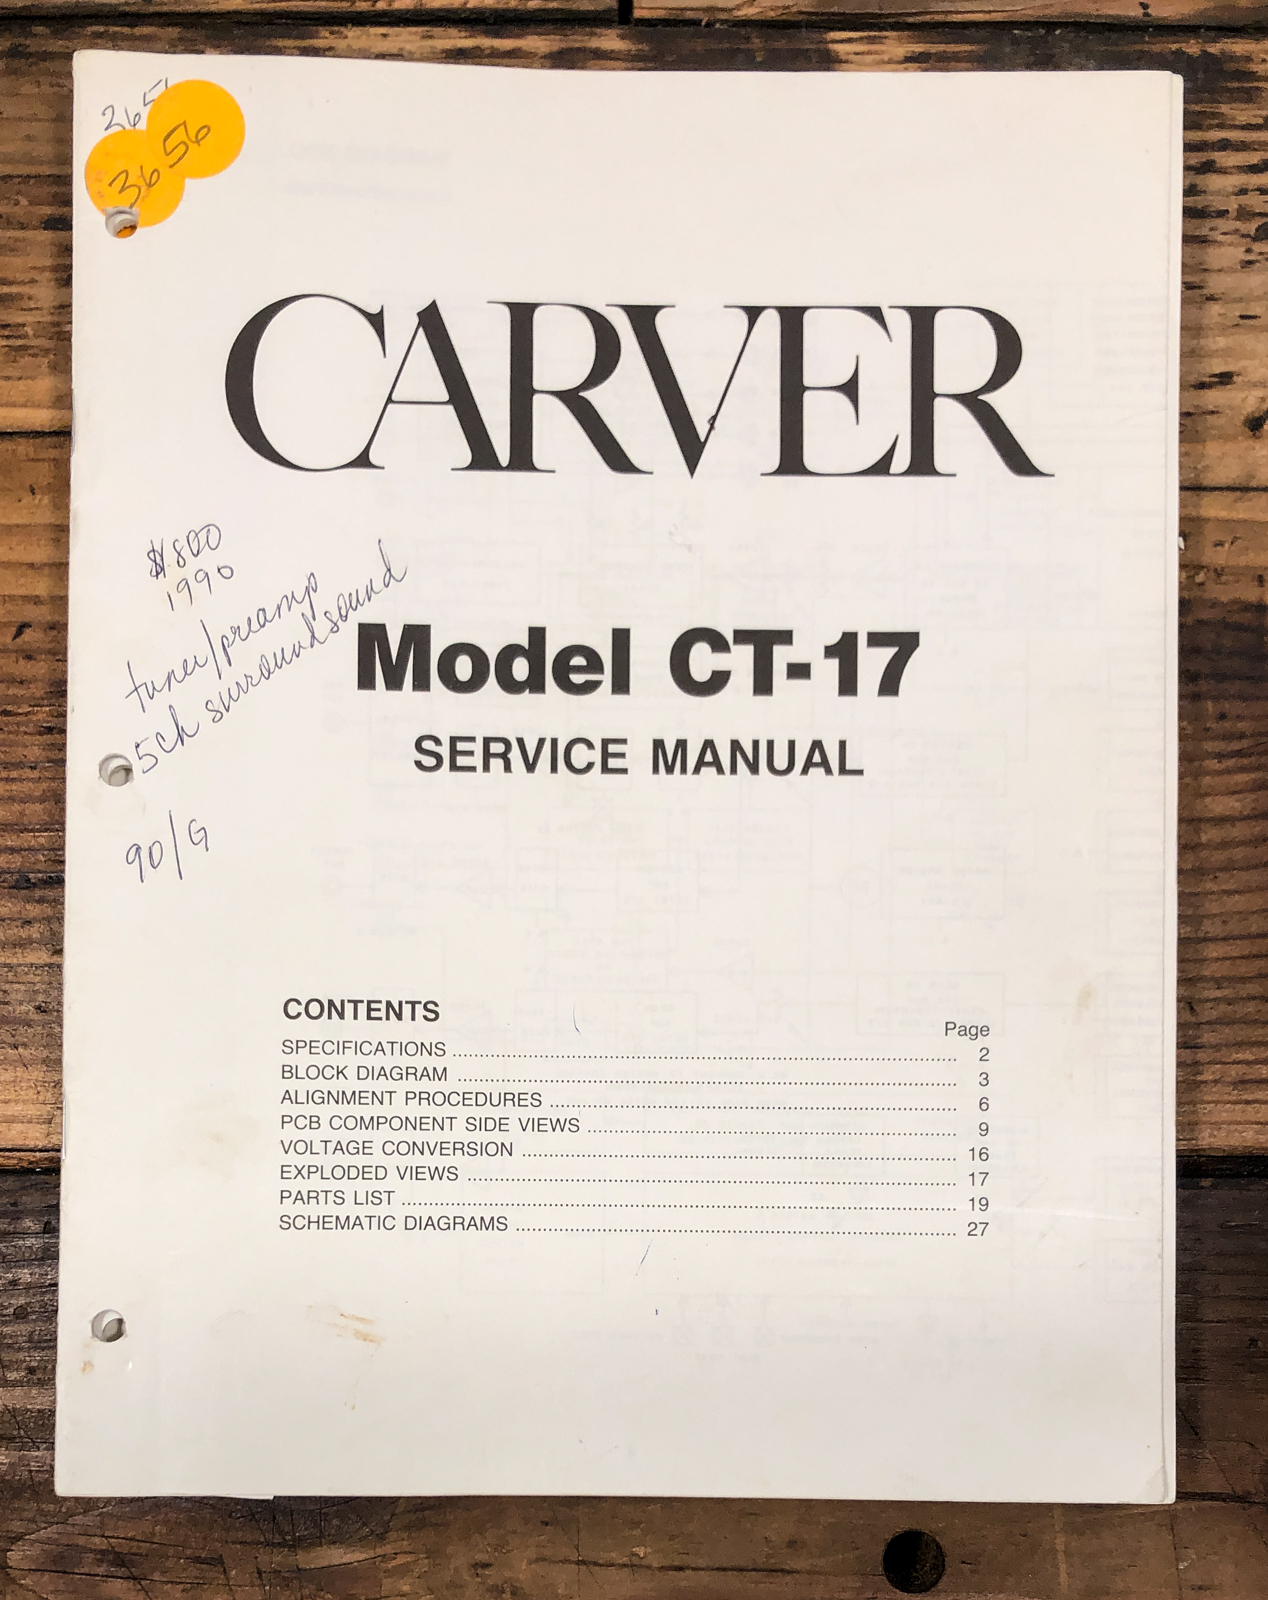 3656
CARVER
$800
1990
tuner/preamp
5ch surround sound
90/G
Model CT-17
SERVICE MANUAL
CONTENTS
Page
SPECIFICATIONS ........ 2
BLOCK DIAGRAM ........ 3
ALIGNMENT PROCEDURES ........ 6
PCB COMPONENT SIDE VIEWS ........ 9
VOLTAGE CONVERSION ........ 16
EXPLODED VIEWS ........ 17
PARTS LIST ........ 19
SCHEMATIC DIAGRAMS ........ 27